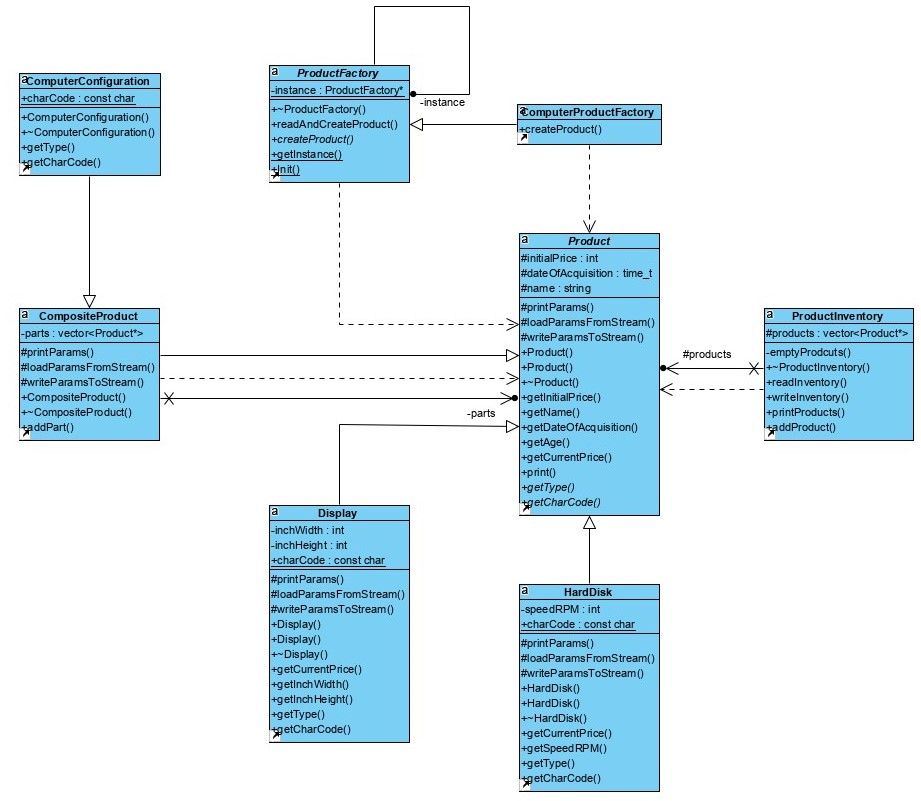 a
ComputerConfiguration
+charCode : const char
+ComputerConfiguration()
+~ComputerConfiguration()
+getType()
+getCharCode()
a
ProductFactory
-instance : ProductFactory*
+~ProductFactory()
+readAndCreateProduct()
+createProduct()
+getInstance()
+Init()
-instance
a
ComputerProductFactory
+createProduct()
a
Product
#initialPrice : int
#dateOfAcquisition : time_t
#name : string
#printParams()
#loadParamsFromStream()
#writeParamsToStream()
+Product()
+Product()
+~Product()
+getInitialPrice()
+getName()
+getDateOfAcquisition()
+getAge()
+getCurrentPrice()
+print()
+getType()
+getCharCode()
a
CompositeProduct
-parts : vector<Product*>
#printParams()
#loadParamsFromStream()
#writeParamsToStream()
+CompositeProduct()
+~CompositeProduct()
+addPart()
-parts
#products
a
ProductInventory
#products : vector<Product*>
-emptyProdcuts()
+~ProductInventory()
+readInventory()
+writeInventory()
+printProducts()
+addProduct()
a
Display
-inchWidth : int
-inchHeight : int
+charCode : const char
#printParams()
#loadParamsFromStream()
#writeParamsToStream()
+Display()
+Display()
+~Display()
+getCurrentPrice()
+getInchWidth()
+getInchHeight()
+getType()
+getCharCode()
a
HardDisk
-speedRPM : int
+charCode : const char
#printParams()
#loadParamsFromStream()
#writeParamsToStream()
+HardDisk()
+HardDisk()
+~HardDisk()
+getCurrentPrice()
+getSpeedRPM()
+getType()
+getCharCode()